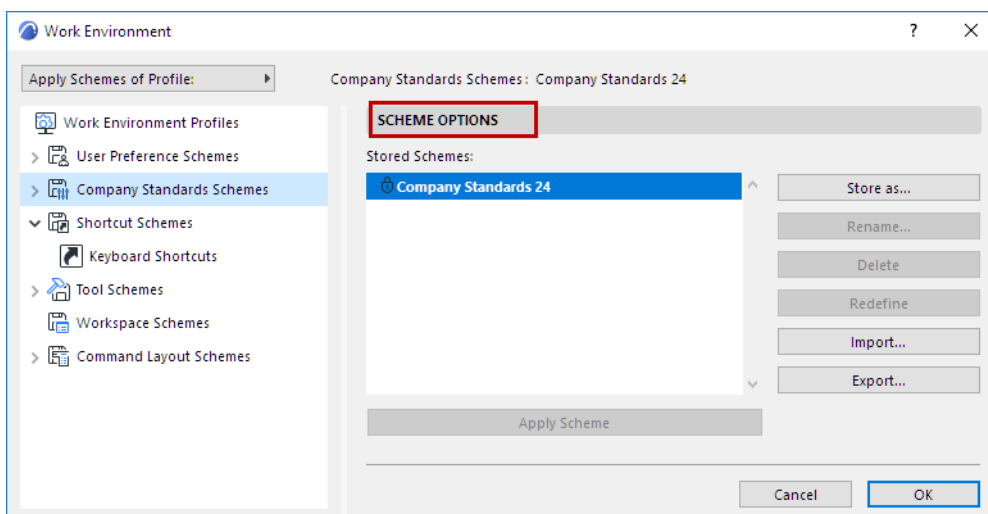 Work Environment
?
Apply Schemes of Profile:
Company Standards Schemes: Company Standards 24
Work Environment Profiles
User Preference Schemes
Company Standards Schemes
Shortcut Schemes
Keyboard Shortcuts
Tool Schemes
Workspace Schemes
Command Layout Schemes
SCHEME OPTIONS
Stored Schemes:
Company Standards 24
Store as...
Rename...
Delete
Redefine
Import...
Export...
Apply Scheme
Cancel
OK